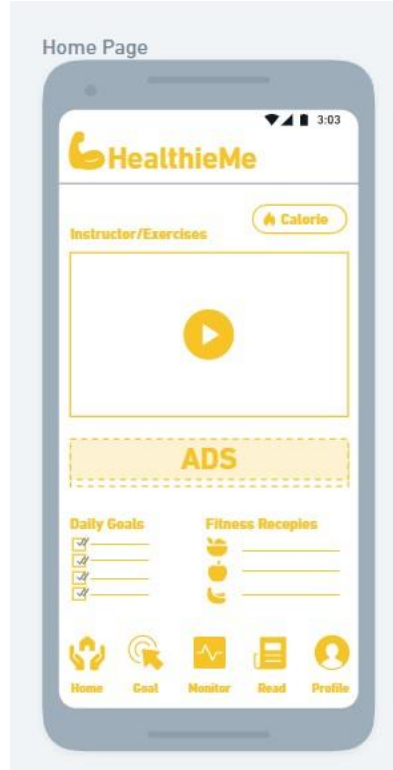 Home Page
3:03
HealthieMe
Calorie
Instructor/Exercises
ADS
Daily Goals Fitness Recepies
Home Goal Monitor Read Profile